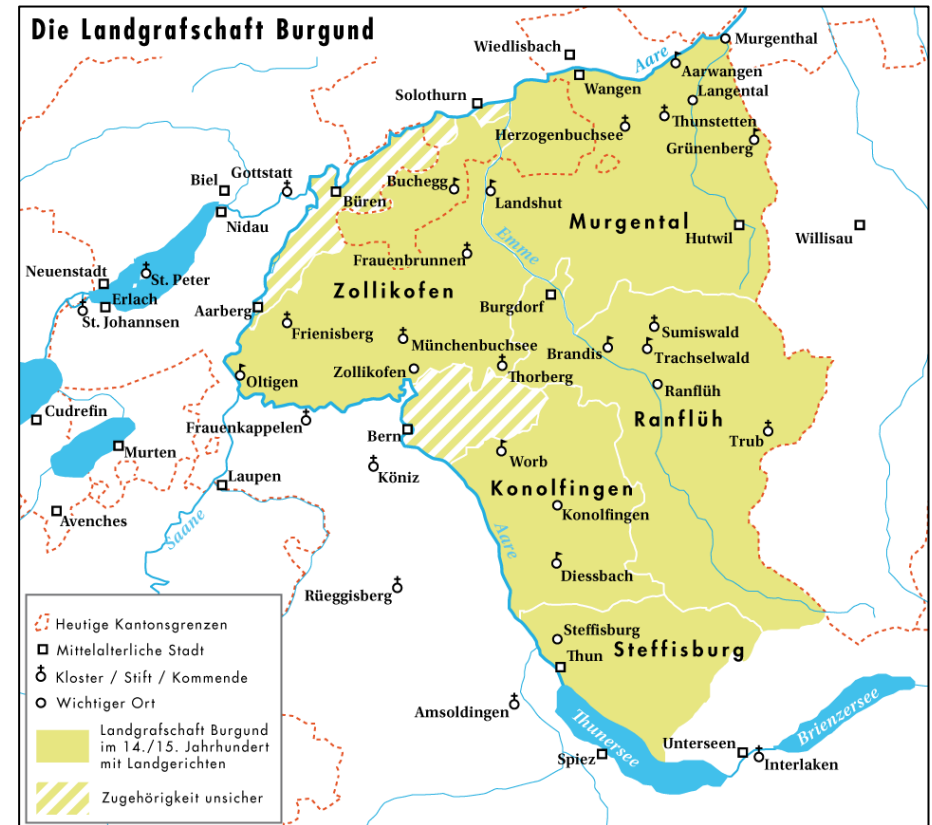 Die Landgrafschaft Burgund
Murgenthal
Wiedlisbach
Aare
Aarwangen
Wangen
Langental
Solothurn
Thunstetten
Herzogenbuchsee
Grünenberg
Gottstatt
Biel
Buchegg
Büren
Landshut
Nidau
Murgental
Hutwil
Willisau
Emme
Frauenbrunnen
Neuenstadt
St. Peter
Zollikofen
Erlach
Burgdorf
Aarberg
St. Johannsen
Frienisberg
Sumiswald
Münchenbuchsee
Brandis
Trachselwald
Zollikofen
Thorberg
Oltigen
Ranflüh
Cudrefin
Frauenkappelen
Ranflüh
Bern
Trub
Murten
Worb
Köniz
Laupen
Konolfingen
Avenches
Konolfingen
Saane
Aare
Diessbach
Rüeggisberg
Heutige Kantonsgrenzen
Steffisburg
Mittelalterliche Stadt
Steffisburg
Thun
Kloster / Stift / Kommende
Wichtiger Ort
Amsoldingen
Thunersee
Brienzersee
Landgrafschaft Burgund
im 14./15. Jahrhundert
mit Landgerichten
Unterseen
Spiez
Interlaken
Zugehörigkeit unsicher